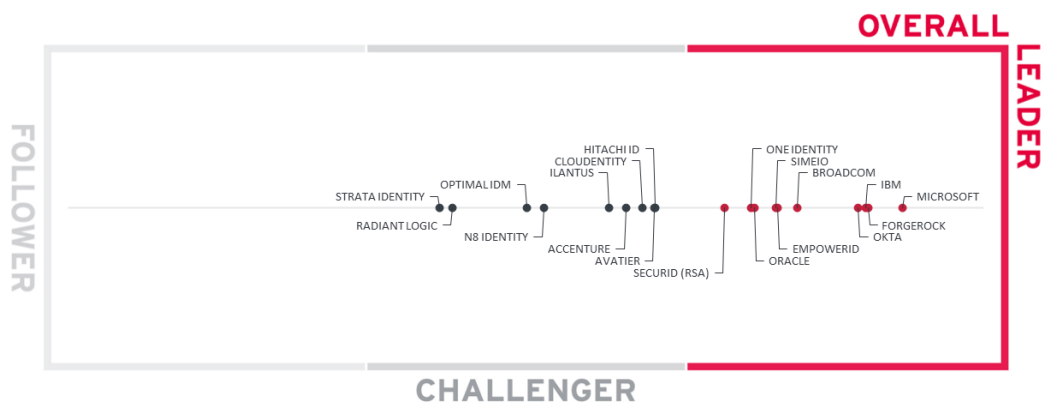 OVERALL
LEADER
FOLLOWER
HITACHI ID
ONE IDENTITY
CLOUDENTITY
SIMEIO
ILANTUS
BROADCOM
OPTIMAL IDM
IBM
STRATA IDENTITY
MICROSOFT
RADIANT LOGIC
FORGEROCK
N8 IDENTITY
OKTA
ACCENTURE
EMPOWERID
AVATIER
ORACLE
SECURID (RSA)
CHALLENGER